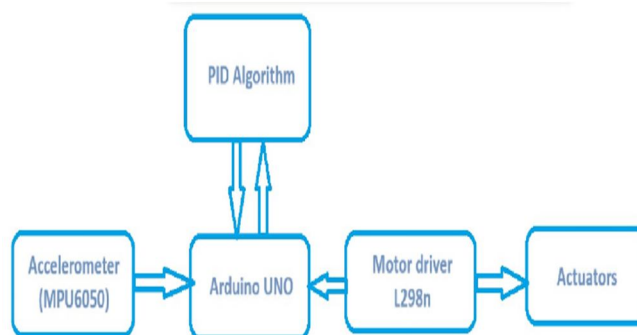 PID Algorithm
Accelerometer
(MPU6050)
Arduino UNO
Motor driver
L298n
Actuators